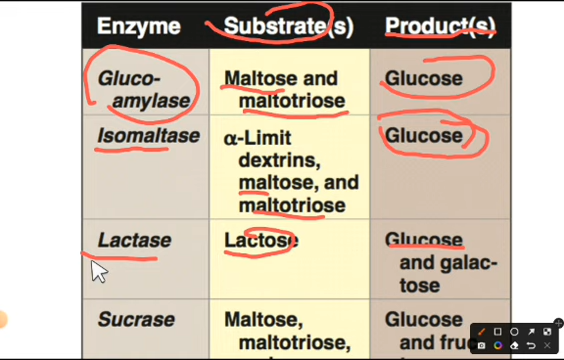 Enzyme Substrate(s) Product(s)
Gluco-
amylase
Maltose and
maltotriose
Glucose
Isomaltase
α-Limit
dextrins,
maltose, and
maltotriose
Glucose
Lactase
Lactose
Glucose
and galac-
tose
Sucrase
Maltose,
maltotriose,
Glucose
and